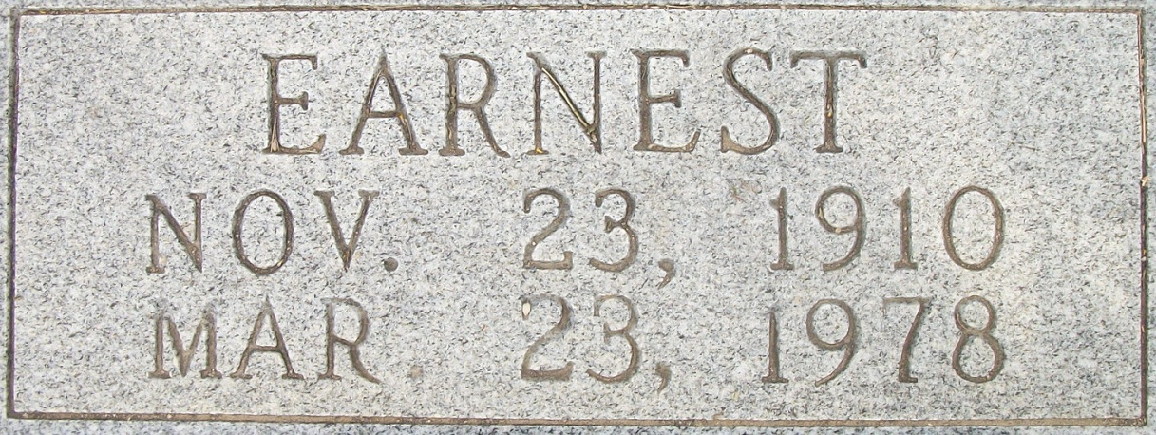 EARNEST
NOV. 23, 1910
MAR. 23, 1978